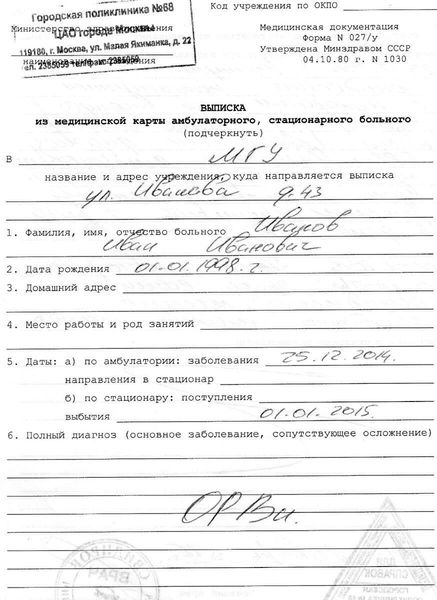 Код учреждения по ОКПО
Городская поликлиника №68
ЦАО города Москвы
119180, г. Москва, ул. Малая Якиманка, д. 22
2385059 2385059
Министерство
наименование учреждения
Медицинская документация
Форма N 027/у
Утверждена Минздравом СССР
04.10.80 г. N 1030
ВЫПИСКА
из медицинской карты амбулаторного, стационарного больного
(подчеркнуть)
В МГУ
название и адрес учреждения, куда направляется выписка
ул. Иванова д. 43
1. Фамилия, имя, отчество больного Иванов
Иван Иванович
2. Дата рождения 01.01.1998. г.
3. Домашний адрес
4. Место работы и род занятий
5. Даты: а) по амбулатории: заболевания 25.12.2014.
направления в стационар
б) по стационару: поступления
выбытия 01.01.2015.
6. Полный диагноз (основное заболевание, сопутствующее осложнение)
ОРВи.
ВРАЧ
ДЛЯ
СПРАВОК
ГОРОДСКАЯ